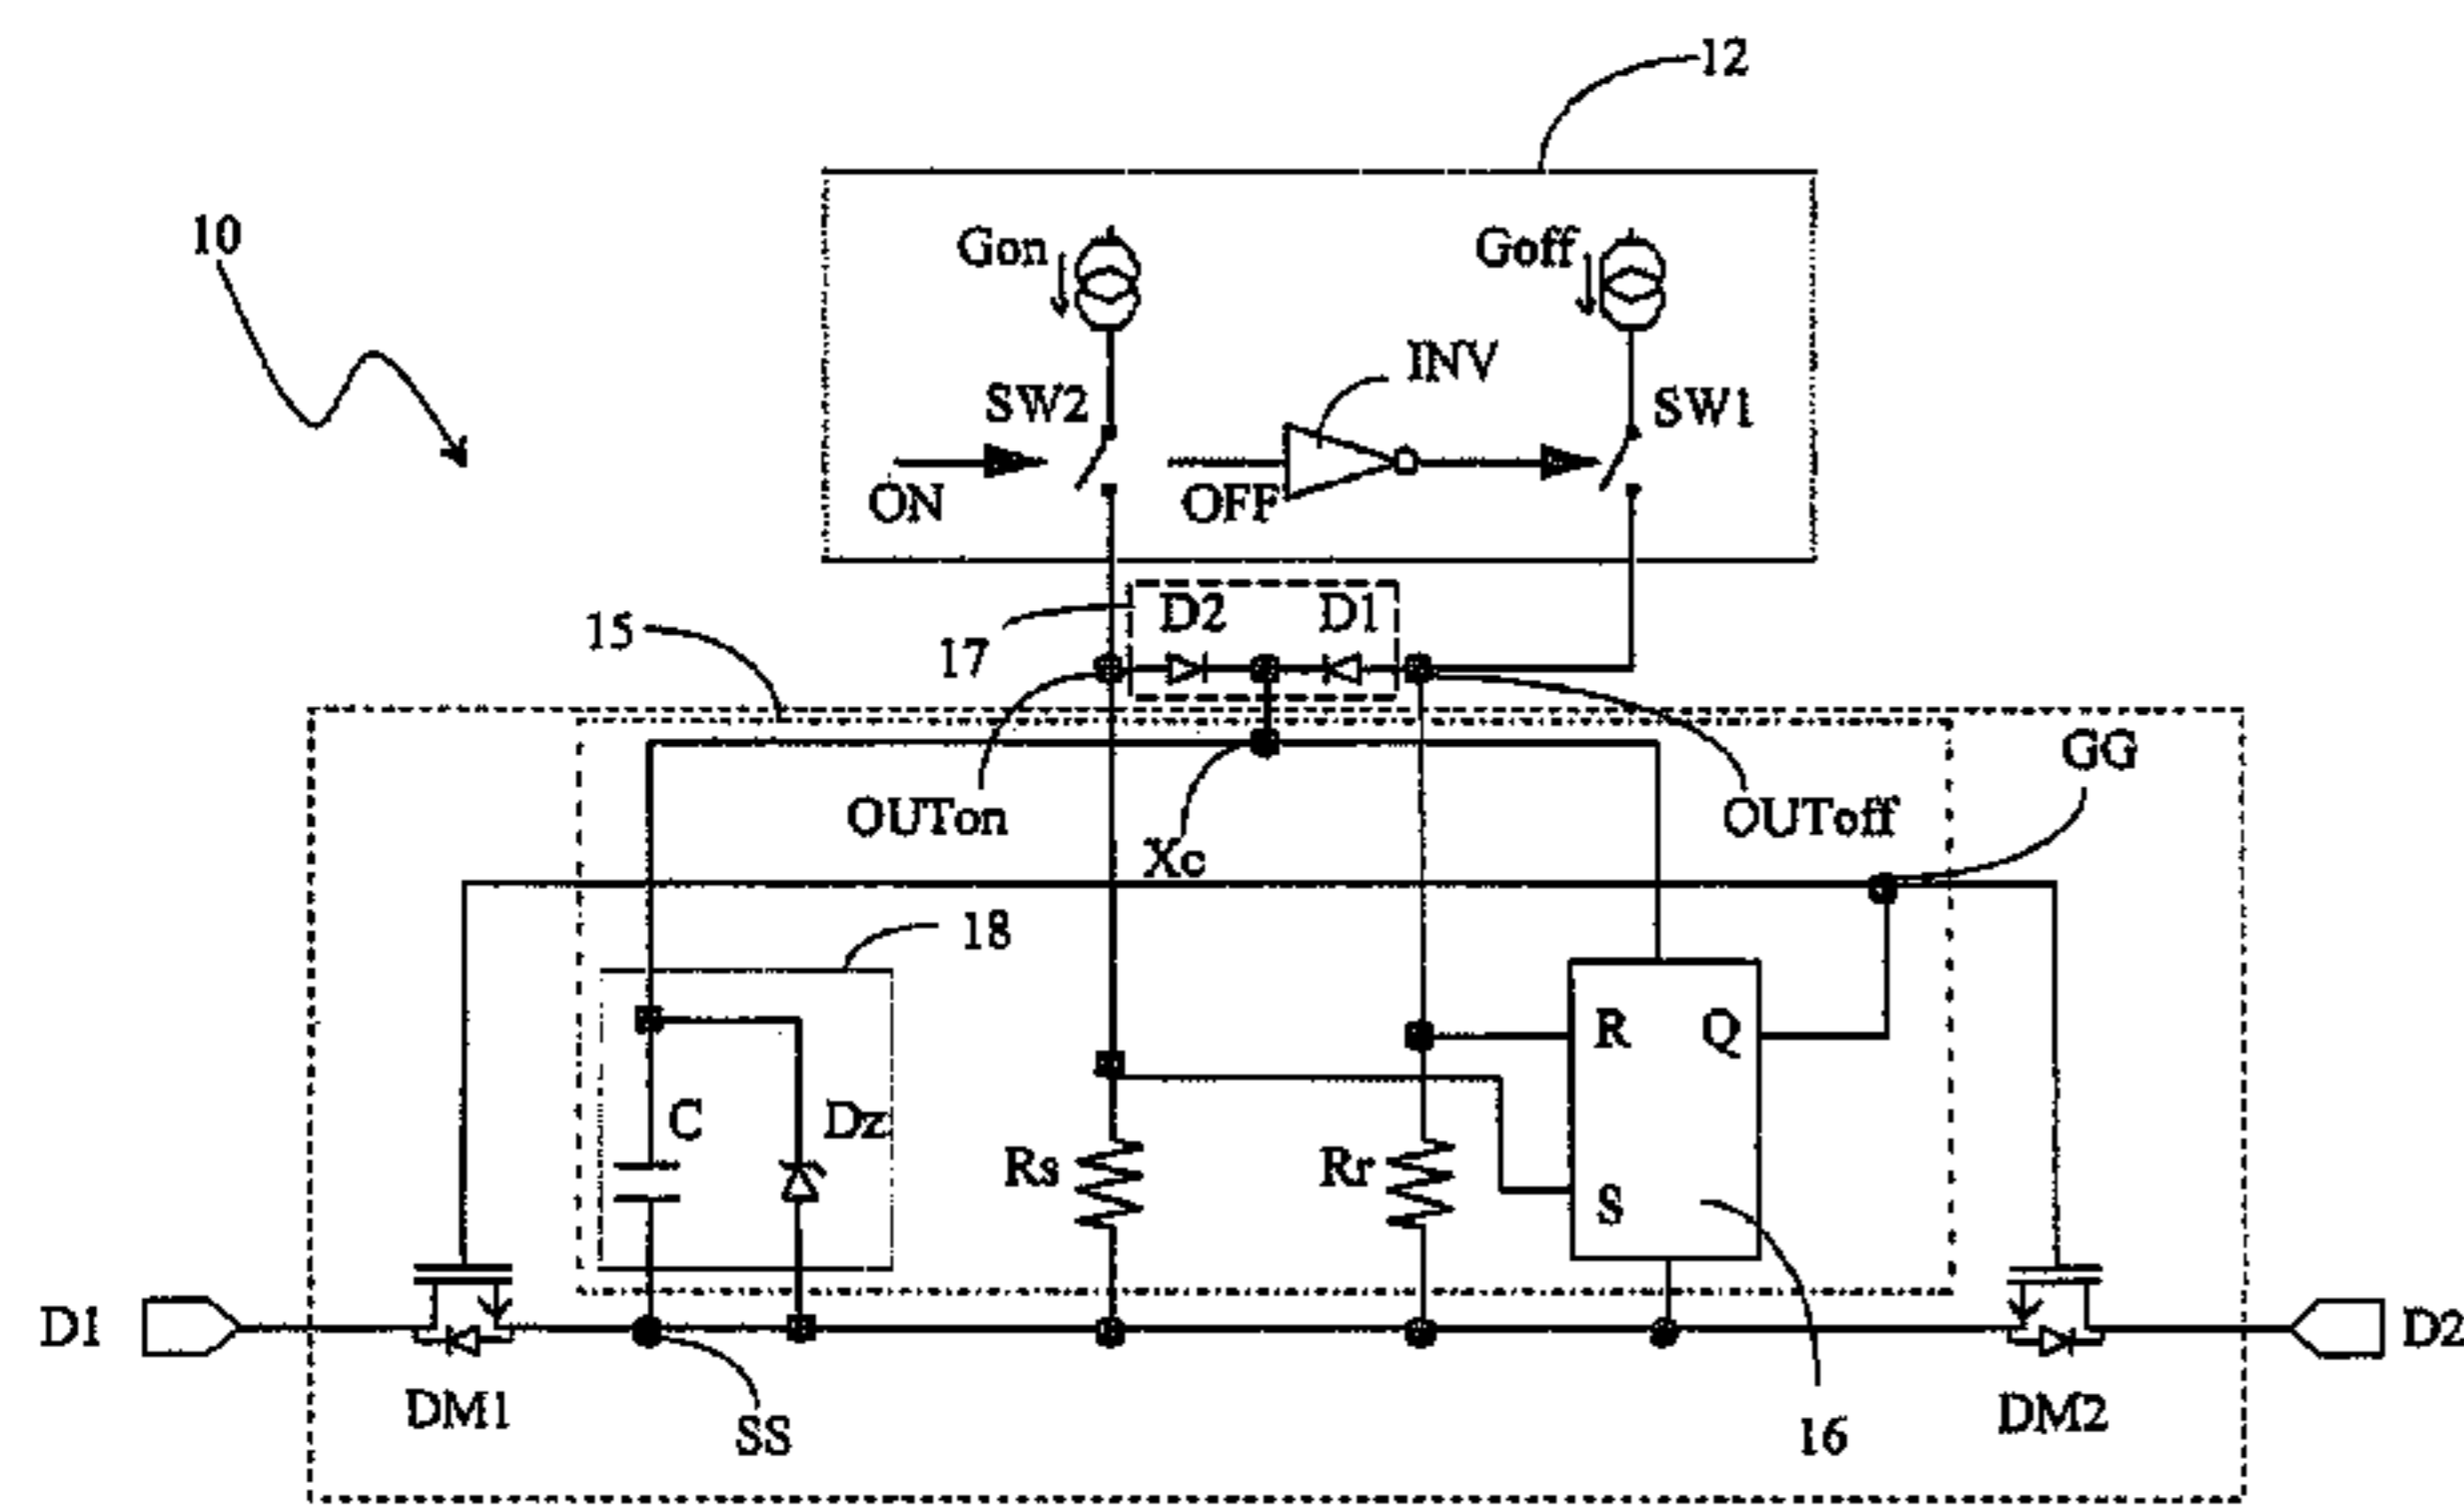 12
10
Gon
Goff
INV
SW2
SW1
ON
OFF
15
17
D2
D1
GG
OUTon
OUToff
Xc
18
R
Q
C
Dz
Rs
Rr
S
D1
D2
DM1
SS
DM2
16